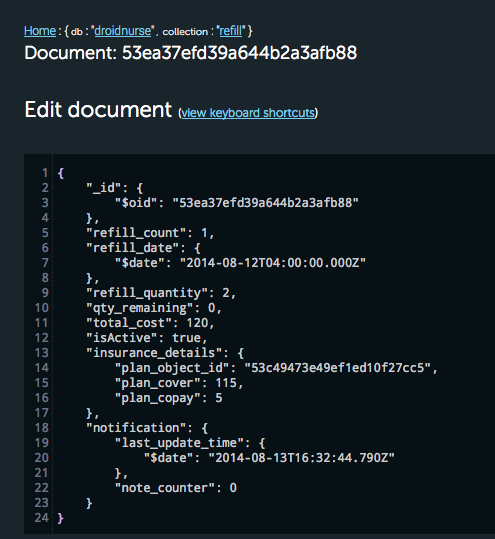 Home : { db : "droidnurse", collection : "refill" }
Document: 53ea37efd39a644b2a3afb88
Edit document (view keyboard shortcuts)
1 {
2 "_id": {
3 "$oid": "53ea37efd39a644b2a3afb88"
4 },
5 "refill_count": 1,
6 "refill_date": {
7 "$date": "2014-08-12T04:00:00.000Z"
8 },
9 "refill_quantity": 2,
10 "qty_remaining": 0,
11 "total_cost": 120,
12 "isActive": true,
13 "insurance_details": {
14 "plan_object_id": "53c49473e49ef1ed10f27cc5",
15 "plan_cover": 115,
16 "plan_copay": 5
17 },
18 "notification": {
19 "last_update_time": {
20 "$date": "2014-08-13T16:32:44.790Z"
21 },
22 "note_counter": 0
23 }
24 }